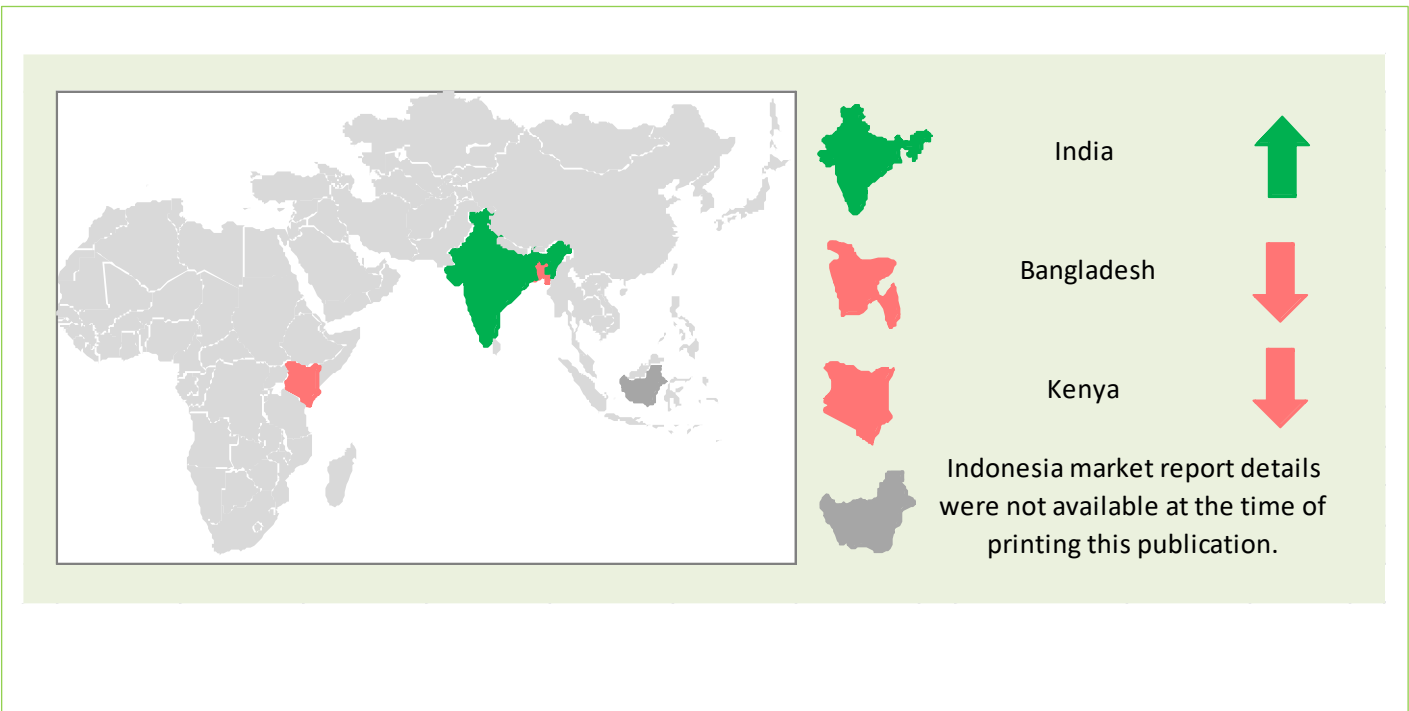 India
Bangladesh
Kenya
Indonesia market report details
were not available at the time of
printing this publication.